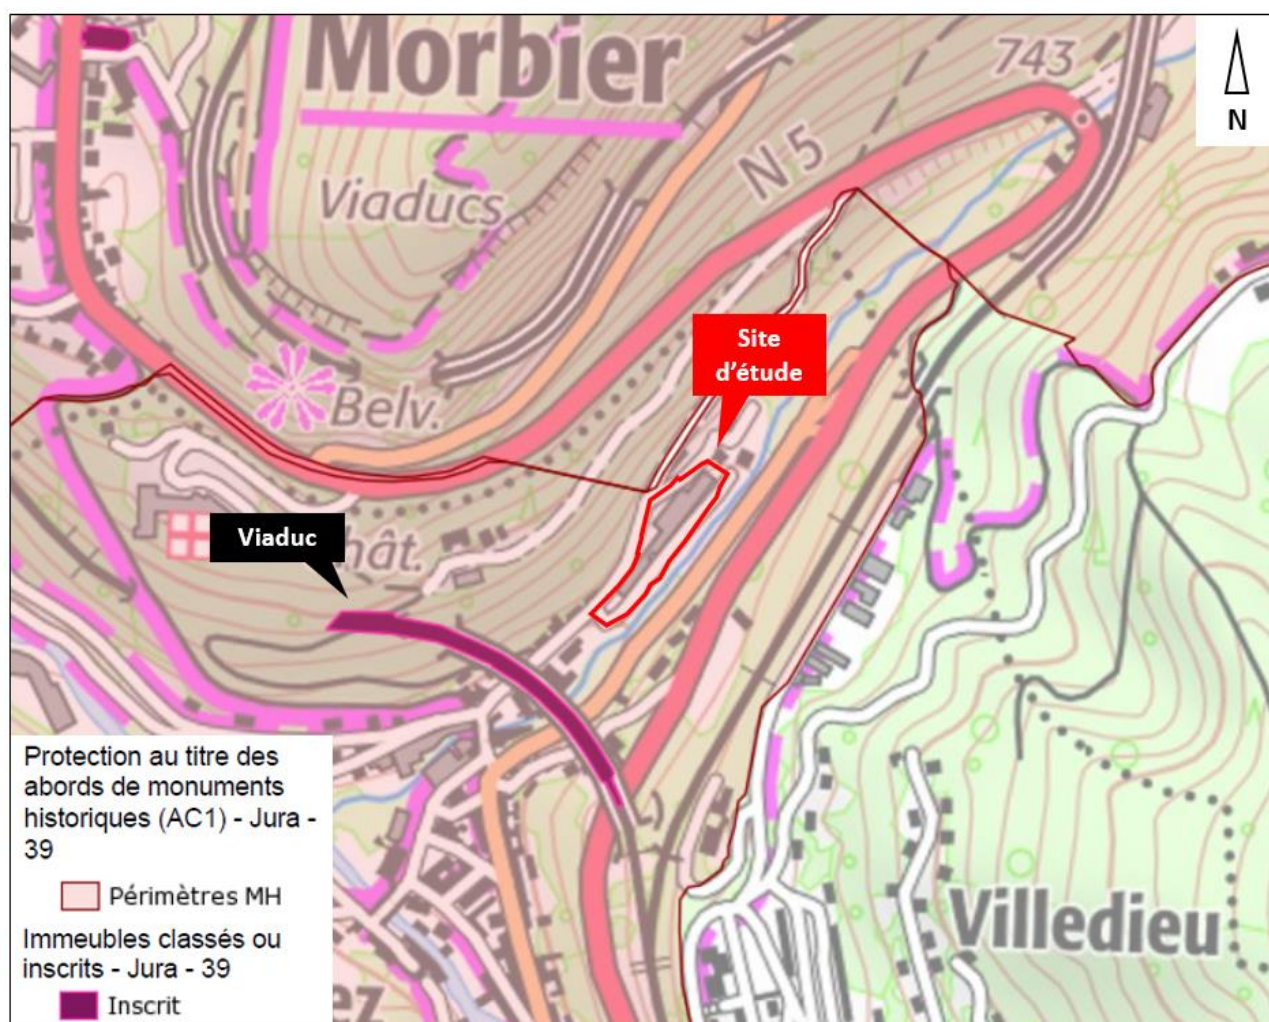 Morbier
743
N
N 5
Viaducs
Site
d'étude
Belv.
Viaduc
hât.
Protection au titre des
abords de monuments
historiques (AC1) - Jura -
39
Périmètres MH
Immeubles classés ou
inscrits - Jura - 39
Inscrit
ez
Villedieu